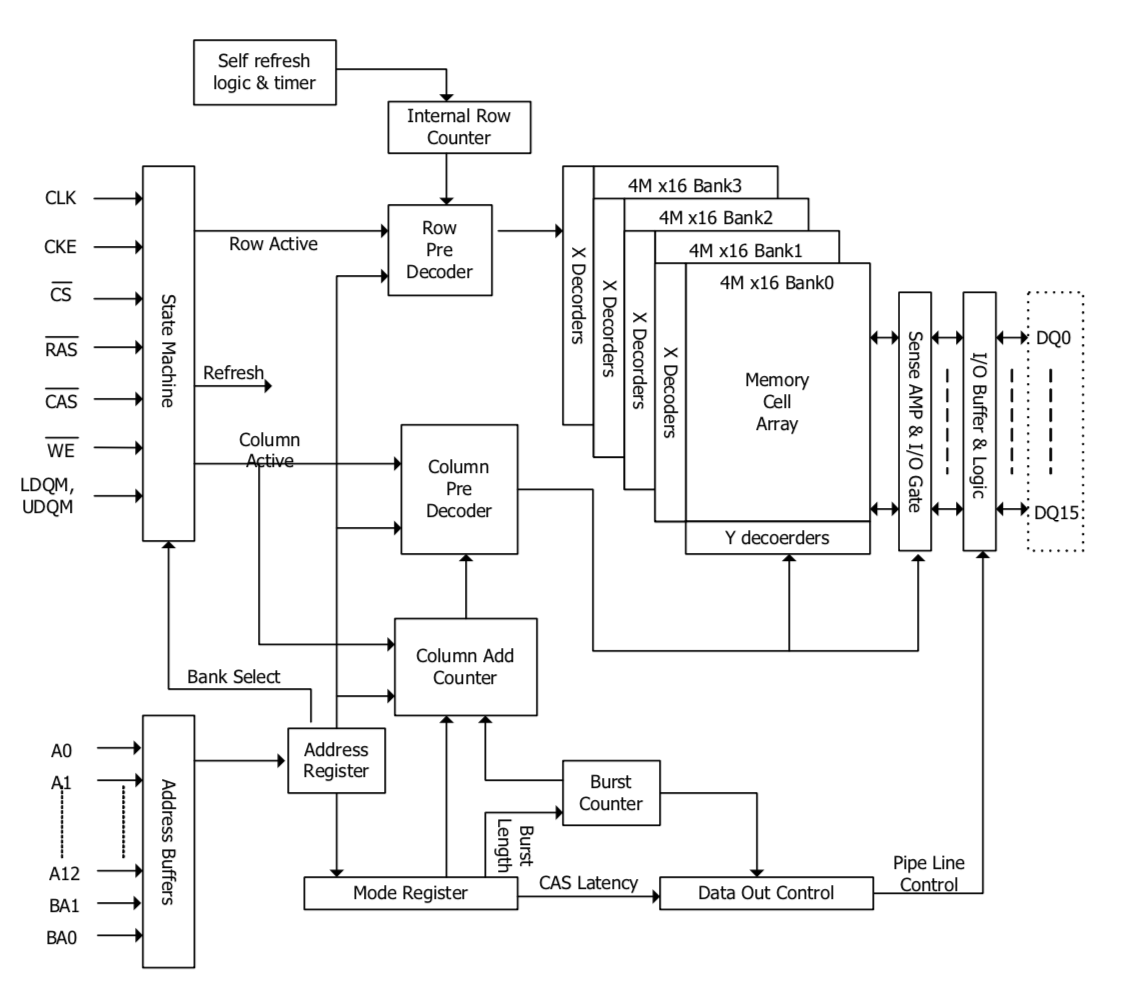 Self refresh
logic & timer
Internal Row
Counter
CLK
CKE
CS
RAS
CAS
WE
LDQM,
UDQM
State Machine
Row Active
Refresh
Column
Active
Row
Pre
Decoder
Column
Pre
Decoder
Column Add
Counter
X Decorders
X Decorders
X Decorders
X Decoders
4M x16 Bank3
4M x16 Bank2
4M x16 Bank1
4M x16 Bank0
Memory
Cell
Array
Y decoerders
Sense AMP & I/O Gate
I/O Buffer & Logic
DQ0
DQ15
Bank Select
A0
A1
A12
BA1
BA0
Address Buffers
Address
Register
Burst
Counter
Burst
Length
Mode Register
CAS Latency
Data Out Control
Pipe Line
Control